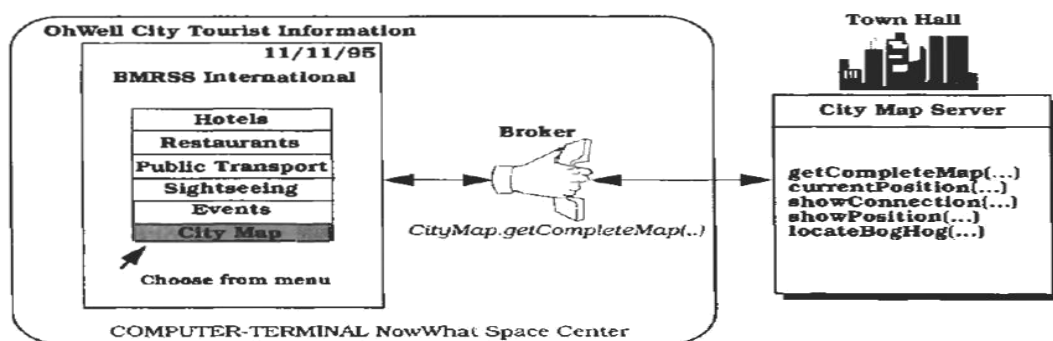 OhWell City Tourist Information
11/11/95
BMRSS International
Hotels
Restaurants
Public Transport
Sightseeing
Events
City Map
Choose from menu
COMPUTER-TERMINAL NowWhat Space Center
Broker
CityMap.getCompleteMap(..)
Town Hall
City Map Server
getCompleteMap(...)
currentPosition(...)
showConnection(...)
showPosition(...)
locateBogHog(...)